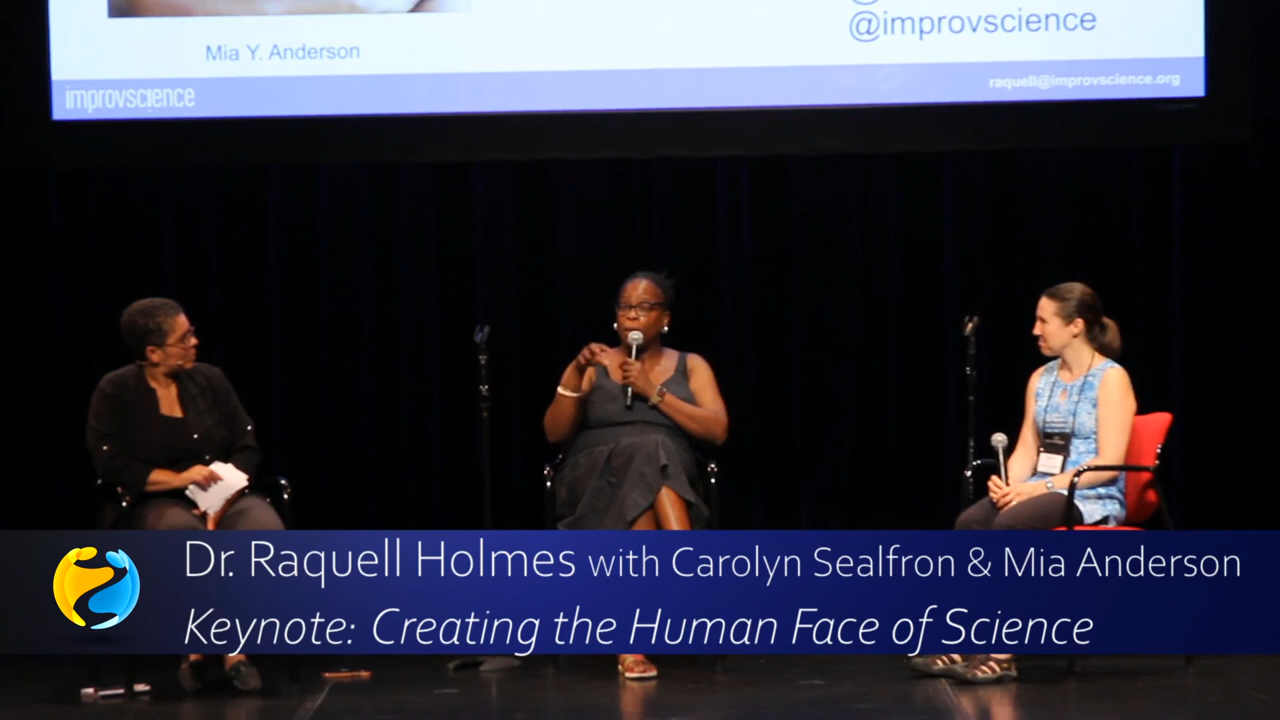 @improvscience
Mia Y. Anderson
improvscience
raquell@improvscience.org
Dr. Raquell Holmes with Carolyn Sealfron & Mia Anderson
Keynote: Creating the Human Face of Science